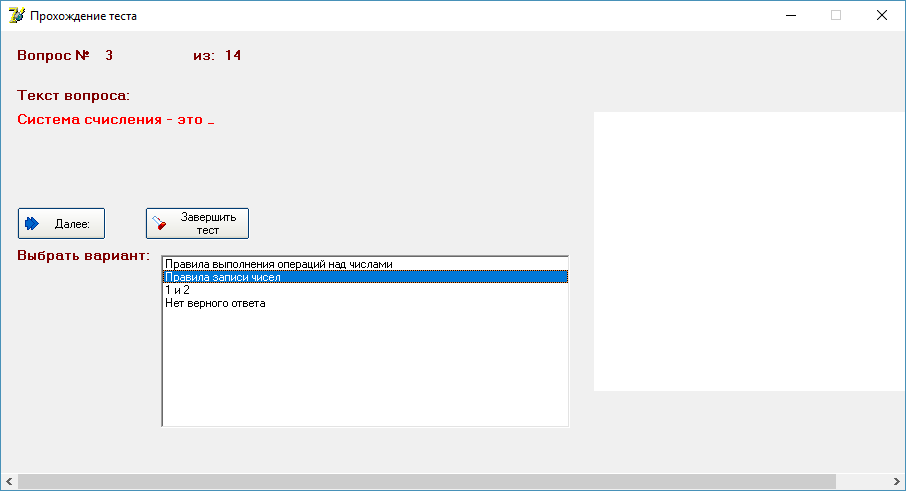 Прохождение теста
Вопрос № 3 из: 14
Текст вопроса:
Система счисления - это _
Далее:
Завершить
тест
Выбрать вариант:
Правила выполнения операций над числами
Правила записи чисел
1 и 2
Нет верного ответа